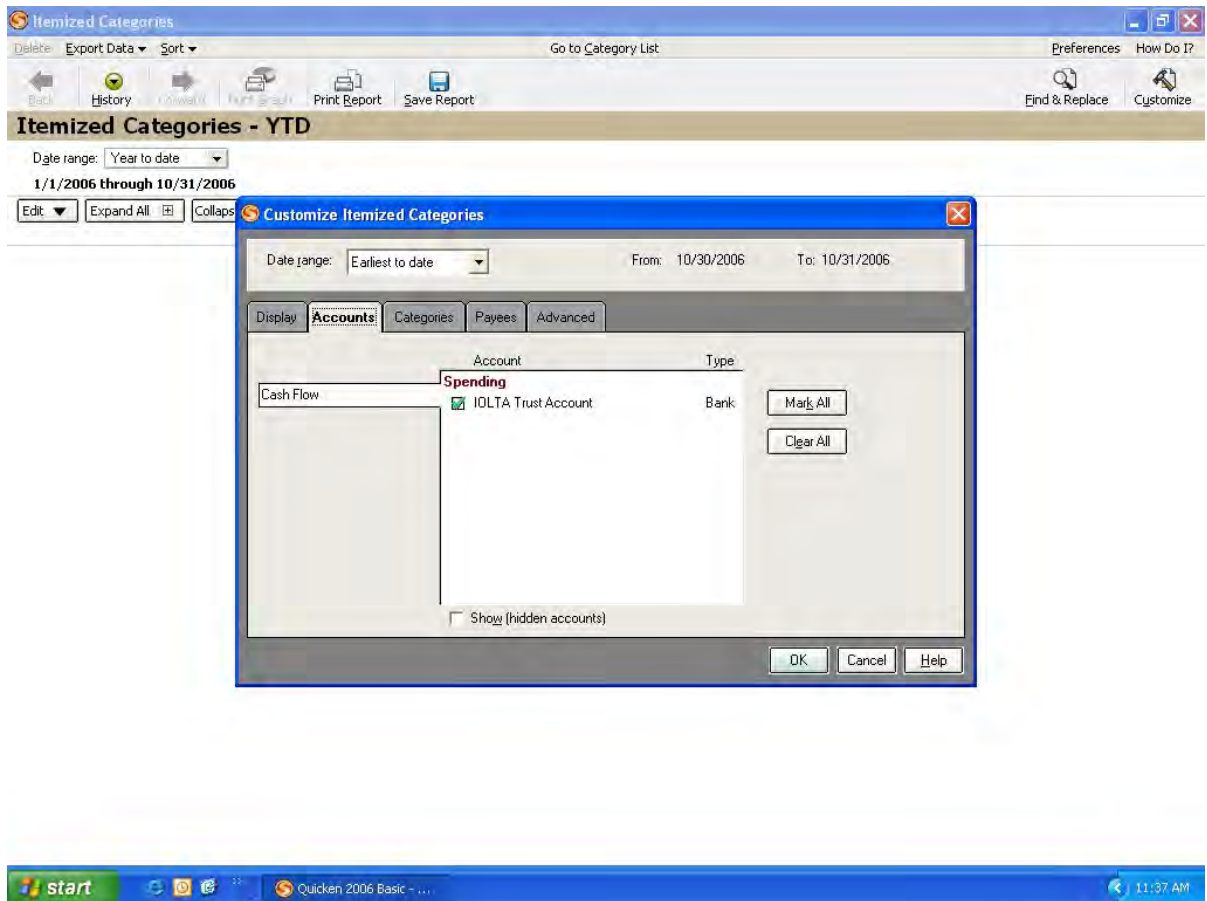 Itemized Categories
Delete Export Data Sort Go to Category List Preferences How Do I?
Back History Forward Print Graph Print Report Save Report Find & Replace Customize
Itemized Categories - YTD
Date range: Year to date
1/1/2006 through 10/31/2006
Edit Expand All Collaps
Customize Itemized Categories
Date range: Earliest to date From: 10/30/2006 To: 10/31/2006
Display Accounts Categories Payees Advanced
Account Type
Spending
Cash Flow
IOLTA Trust Account Bank Mark All
Clear All
Show (hidden accounts)
OK Cancel Help
start Quicken 2006 Basic - ... 11:37 AM